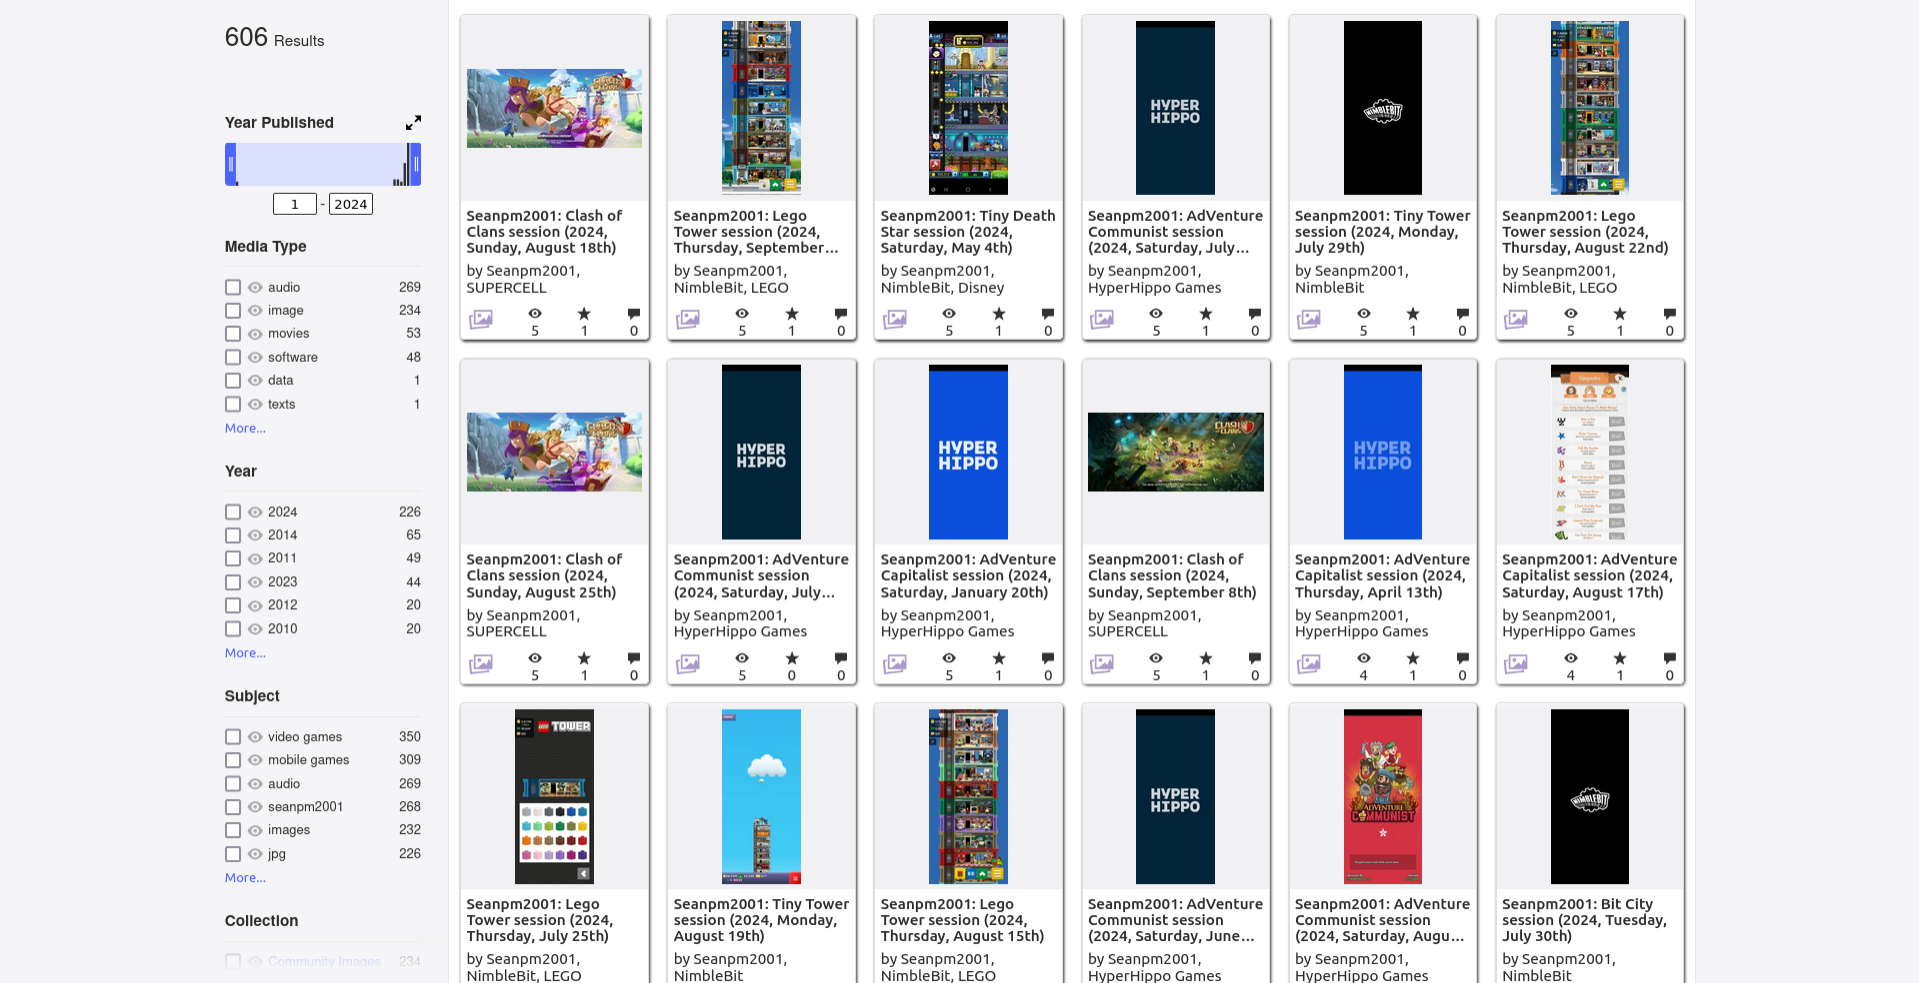 606 Results
Year Published
1 - 2024
Media Type
audio 269
image 234
movies 53
software 48
data 1
texts 1
More...
Year
2024 226
2014 65
2011 49
2023 44
2012 20
2010 20
More...
Subject
video games 350
mobile games 309
audio 269
seanpm2001 268
images 232
jpg 226
More...
Collection
Community Images 234
Seanpm2001: Clash of
Clans session (2024,
Sunday, August 18th)
by Seanpm2001,
SUPERCELL
5 1 0
Seanpm2001: Lego
Tower session (2024,
Thursday, September...
by Seanpm2001,
NimbleBit, LEGO
5 1 0
Seanpm2001: Tiny Death
Star session (2024,
Saturday, May 4th)
by Seanpm2001,
NimbleBit, Disney
5 1 0
HYPER
HIPPO
Seanpm2001: AdVenture
Communist session
(2024, Saturday, July...
by Seanpm2001,
HyperHippo Games
5 1 0
NIMBLEBIT
Seanpm2001: Tiny Tower
session (2024, Monday,
July 29th)
by Seanpm2001,
NimbleBit
5 1 0
Seanpm2001: Lego
Tower session (2024,
Thursday, August 22nd)
by Seanpm2001,
NimbleBit, LEGO
5 1 0
Seanpm2001: Clash of
Clans session (2024,
Sunday, August 25th)
by Seanpm2001,
SUPERCELL
5 1 0
HYPER
HIPPO
Seanpm2001: AdVenture
Communist session
(2024, Saturday, July...
by Seanpm2001,
HyperHippo Games
5 0 0
HYPER
HIPPO
Seanpm2001: AdVenture
Capitalist session (2024,
Saturday, January 20th)
by Seanpm2001,
HyperHippo Games
5 1 0
CLASH
OF CLANS
Seanpm2001: Clash of
Clans session (2024,
Sunday, September 8th)
by Seanpm2001,
SUPERCELL
5 1 0
HYPER
HIPPO
Seanpm2001: AdVenture
Capitalist session (2024,
Thursday, April 13th)
by Seanpm2001,
HyperHippo Games
4 1 0
Upgrades
Seanpm2001: AdVenture
Capitalist session (2024,
Saturday, August 17th)
by Seanpm2001,
HyperHippo Games
4 1 0
LEGO TOWER
Seanpm2001: Lego
Tower session (2024,
Thursday, July 25th)
by Seanpm2001,
NimbleBit, LEGO
Seanpm2001: Tiny Tower
session (2024, Monday,
August 19th)
by Seanpm2001,
NimbleBit
Seanpm2001: Lego
Tower session (2024,
Thursday, August 15th)
by Seanpm2001,
NimbleBit, LEGO
HYPER
HIPPO
Seanpm2001: AdVenture
Communist session
(2024, Saturday, June...
by Seanpm2001,
HyperHippo Games
ADVENTURE
COMMUNIST
Seanpm2001: AdVenture
Communist session
(2024, Saturday, Augu...
by Seanpm2001,
HyperHippo Games
NIMBLEBIT
Seanpm2001: Bit City
session (2024, Tuesday,
July 30th)
by Seanpm2001,
NimbleBit